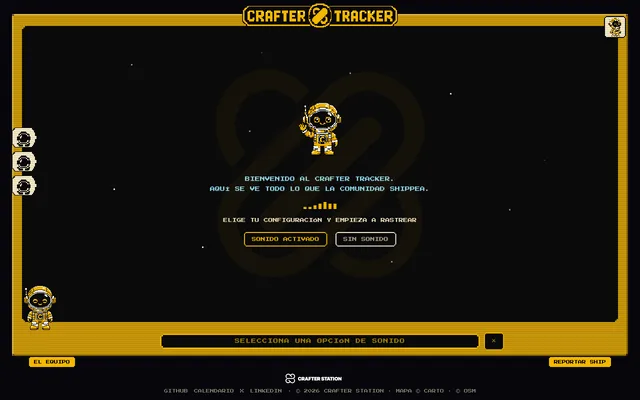 CRAFTER TRACKER
BIENVENIDO AL CRAFTER TRACKER.
AQUí SE VE TODO LO QUE LA COMUNIDAD SHIPPEA.
ELIGE TU CONFIGURACIóN Y EMPIEZA A RASTREAR
SONIDO ACTIVADO SIN SONIDO
SELECCIONA UNA OPCIóN DE SONIDO ×
EL EQUIPO REPORTAR SHIP
CRAFTER STATION
GITHUB CALENDARIO X LINKEDIN · © 2026 CRAFTER STATION · MAPA © CARTO · © OSM